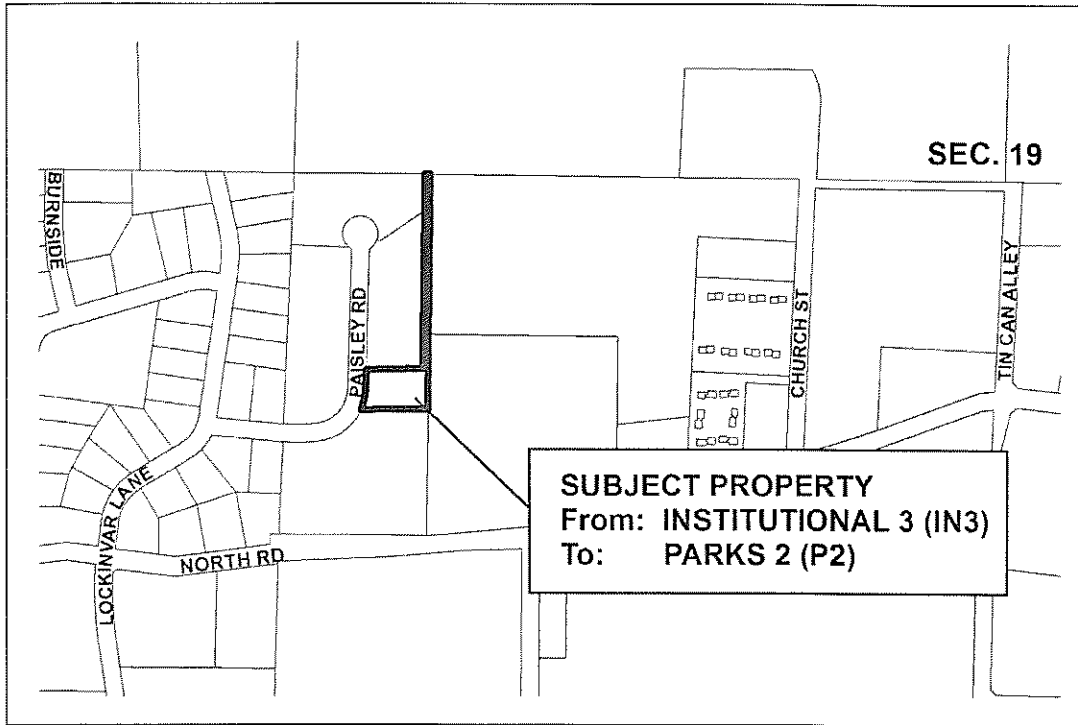 SEC. 19
BURNSIDE
PAISLEY RD
CHURCH ST
TIN CAN ALLEY
LOCKINVAR LANE
NORTH RD
SUBJECT PROPERTY
From: INSTITUTIONAL 3 (IN3)
To: PARKS 2 (P2)